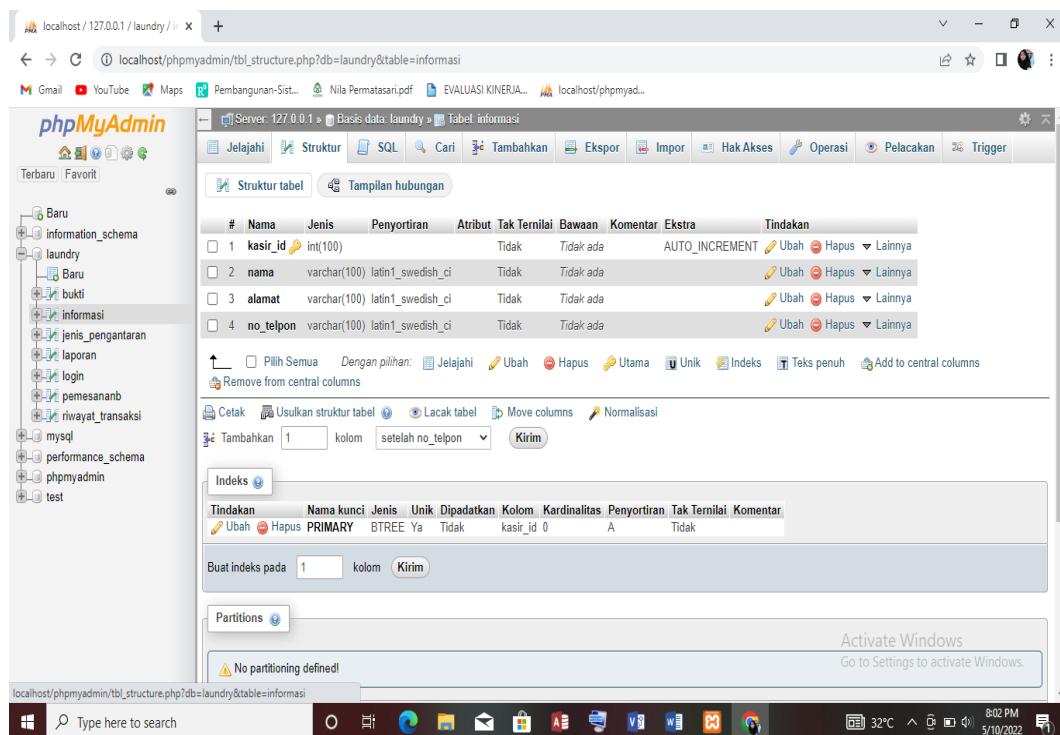 localhost / 127.0.0.1 / laundry / in
localhost/phpmyadmin/tbl_structure.php?db=laundry&table=informasi
Gmail YouTube Maps Pembangunan-Sist... Nila Permatasari.pdf EVALUASI KINERJA... localhost/phpmyad...
phpMyAdmin
Terbaru Favorit
Baru
information_schema
laundry
Baru
bukti
informasi
jenis_pengantaran
laporan
login
pemesananb
riwayat_transaksi
mysql
performance_schema
phpmyadmin
test
Server: 127.0.0.1 » Basis data: laundry » Tabel: informasi
Jelajahi Struktur SQL Cari Tambahkan Ekspor Impor Hak Akses Operasi Pelacakan Trigger
Struktur tabel Tampilan hubungan
# Nama Jenis Penyortiran Atribut Tak Ternilai Bawaan Komentar Ekstra Tindakan
1 kasir_id int(100) Tidak Tidak ada AUTO_INCREMENT Ubah Hapus Lainnya
2 nama varchar(100) latin1_swedish_ci Tidak Tidak ada Ubah Hapus Lainnya
3 alamat varchar(100) latin1_swedish_ci Tidak Tidak ada Ubah Hapus Lainnya
4 no_telpon varchar(100) latin1_swedish_ci Tidak Tidak ada Ubah Hapus Lainnya
Pilih Semua Dengan pilihan: Jelajahi Ubah Hapus Utama Unik Indeks Teks penuh Add to central columns
Remove from central columns
Cetak Usulkan struktur tabel Lacak tabel Move columns Normalisasi
Tambahkan 1 kolom setelah no_telpon Kirim
Indeks
Tindakan Nama kunci Jenis Unik Dipadatkan Kolom Kardinalitas Penyortiran Tak Ternilai Komentar
Ubah Hapus PRIMARY BTREE Ya Tidak kasir_id 0 A Tidak
Buat indeks pada 1 kolom Kirim
Partitions
No partitioning defined!
Activate Windows
Go to Settings to activate Windows.
localhost/phpmyadmin/tbl_structure.php?db=laundry&table=informasi
Type here to search
32°C
8:02 PM
5/10/2022